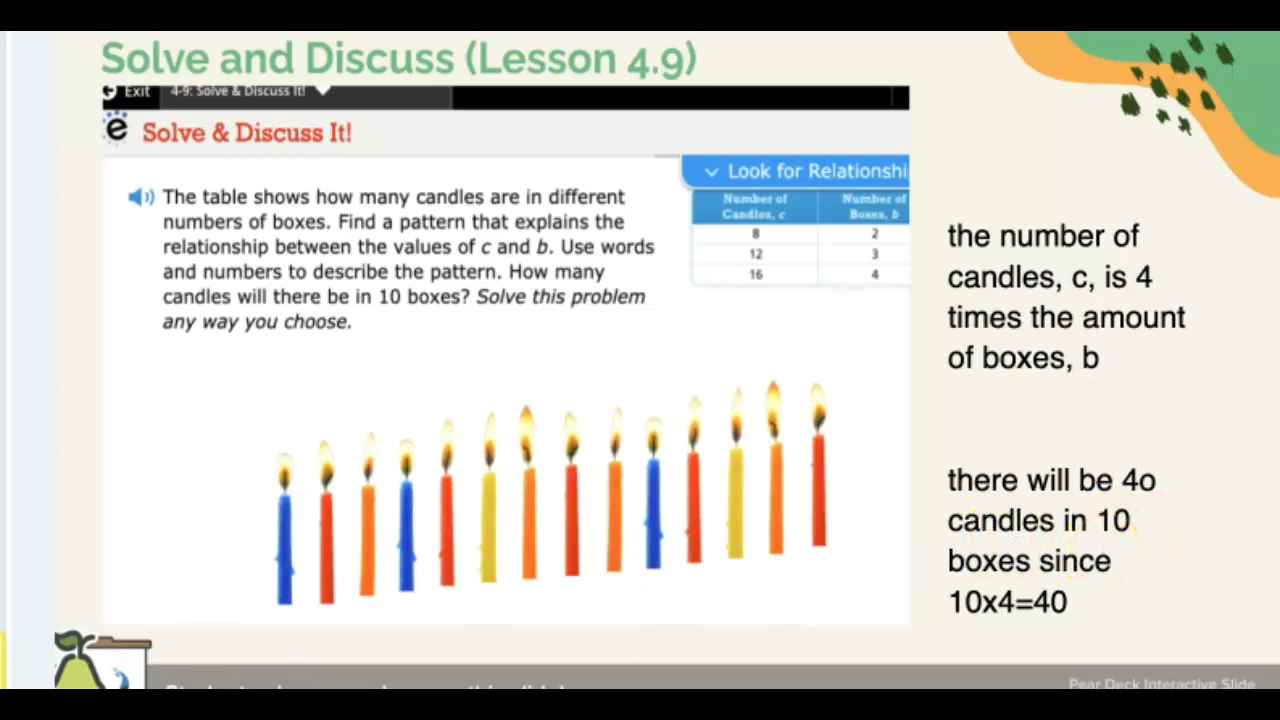 Solve and Discuss (Lesson 4.9)
Exit 4-9: Solve & Discuss It!
e Solve & Discuss It!
The table shows how many candles are in different
numbers of boxes. Find a pattern that explains the
relationship between the values of c and b. Use words
and numbers to describe the pattern. How many
candles will there be in 10 boxes? Solve this problem
any way you choose.
Look for Relationshi
Number of Number of
Candles, c Boxes, b
8 2
12 3
16 4
the number of
candles, c, is 4
times the amount
of boxes, b
there will be 4o
candles in 10
boxes since
10x4=40
Pear Deck Interactive Slide